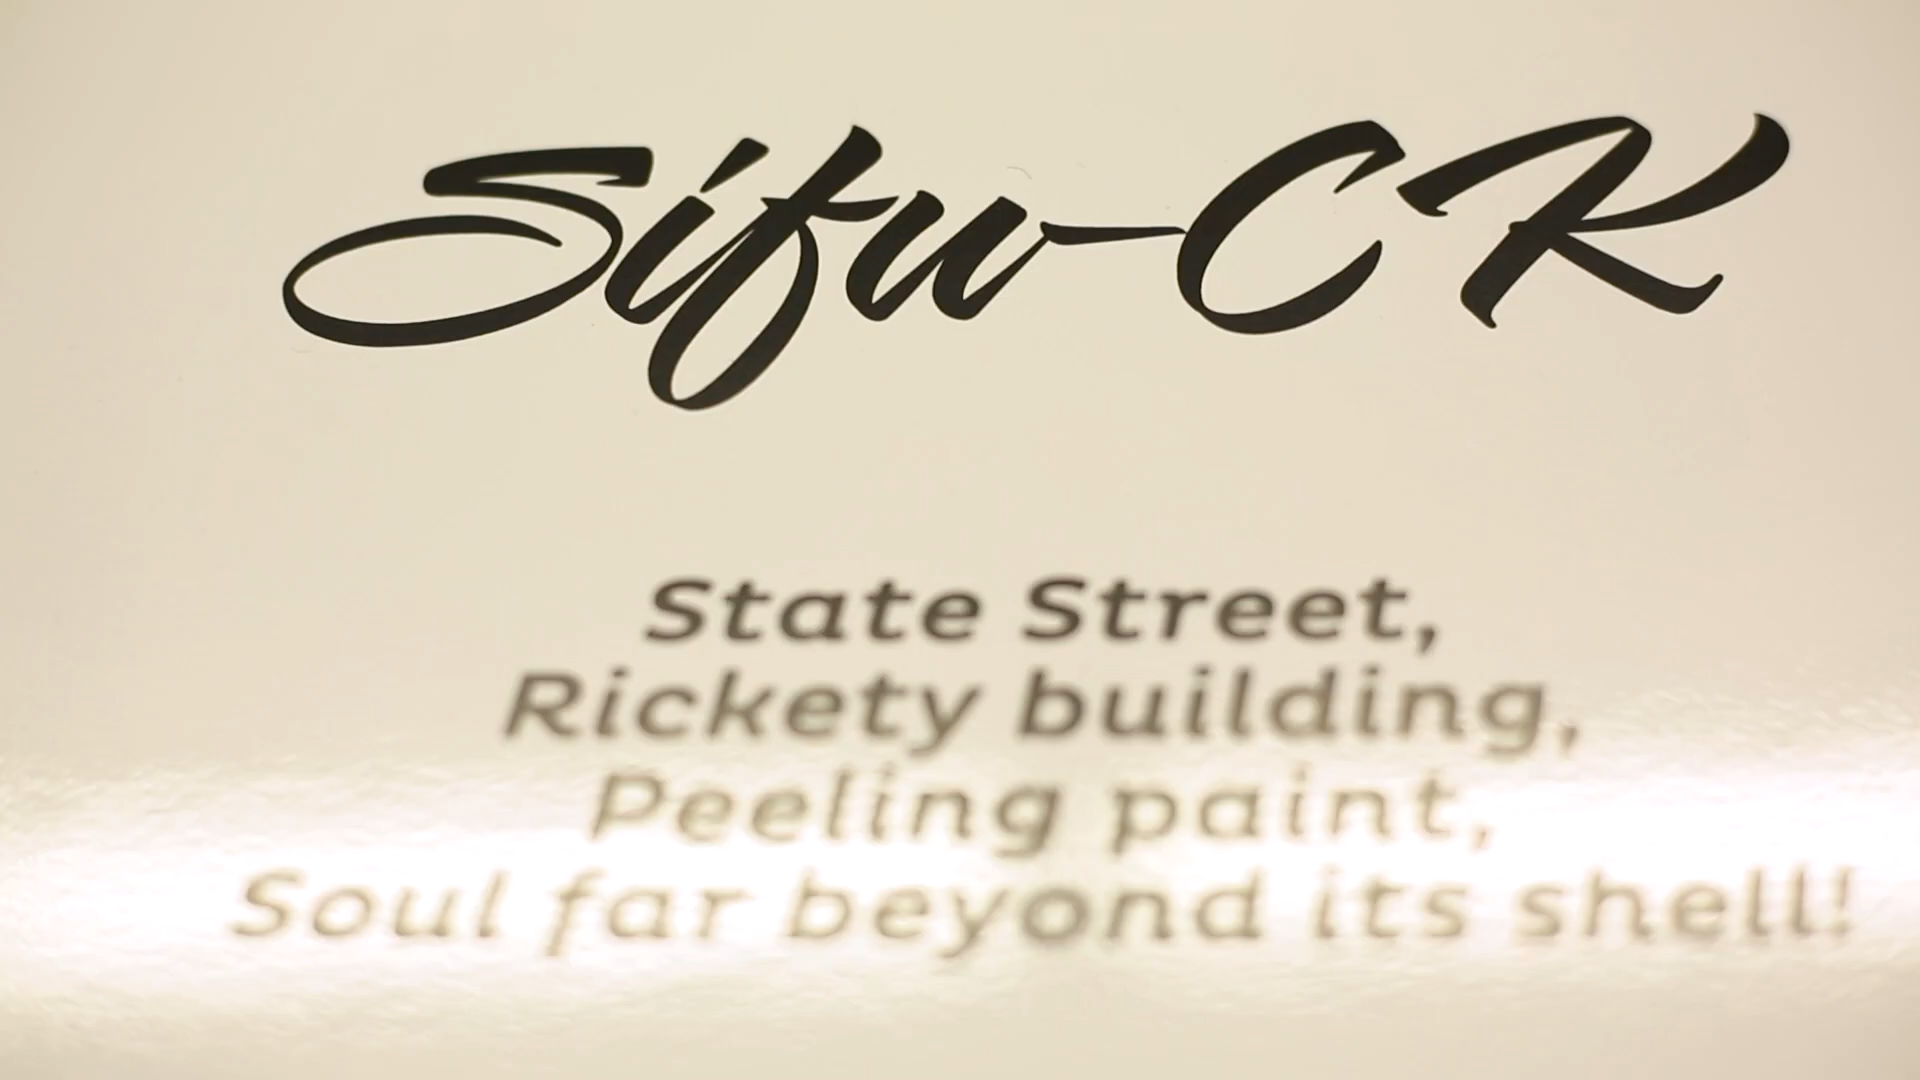 Sifu-CK
State Street,
Rickety building,
Peeling paint,
Soul far beyond its shell!